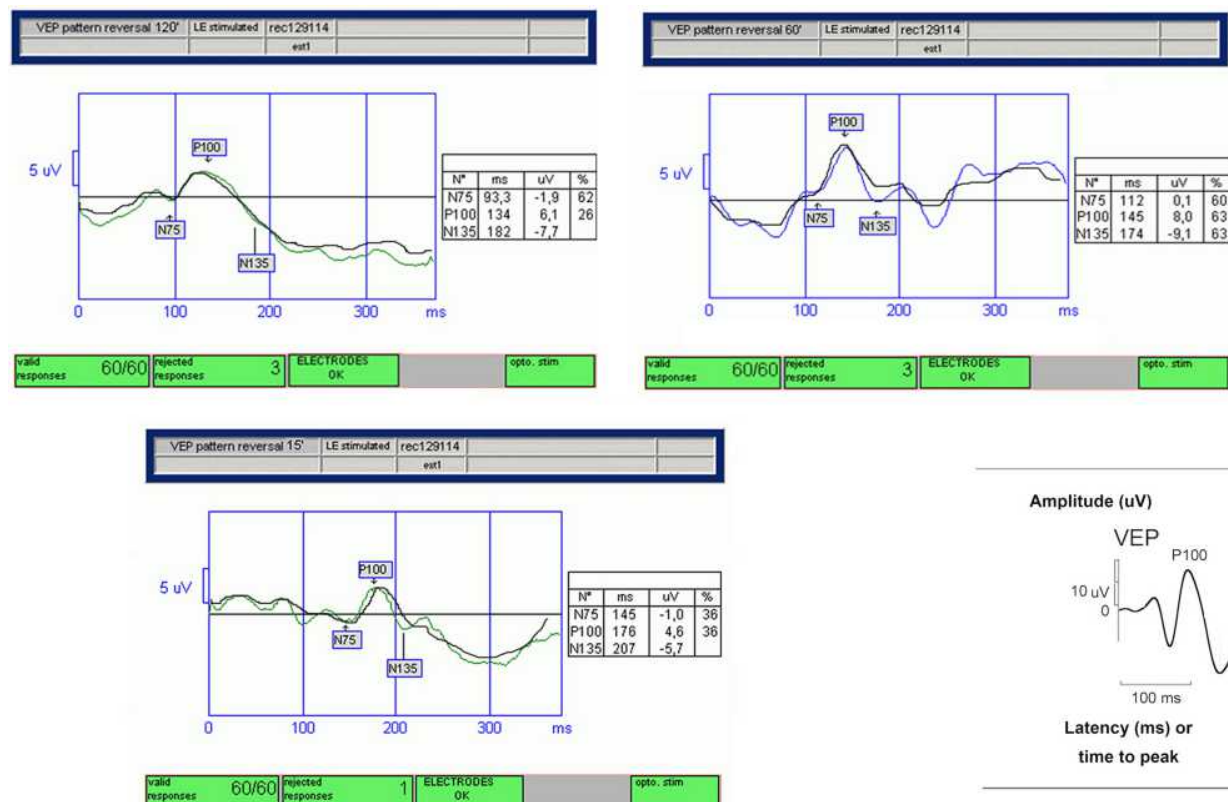 VEP pattern reversal 120' LE stimulated rec129114
est1
P100
5 uV
N75
N135
0 100 200 300 ms
N° ms uV %
N75 93,3 -1,9 62
P100 134 6,1 26
N135 182 -7,7
valid responses 60/60 rejected responses 3 ELECTRODES OK opto. stim
VEP pattern reversal 60' LE stimulated rec129114
est1
P100
5 uV
N75
N135
0 100 200 300 ms
N° ms uV %
N75 112 0,1 60
P100 145 8,0 63
N135 174 -9,1 63
valid responses 60/60 rejected responses 3 ELECTRODES OK opto. stim
VEP pattern reversal 15' LE stimulated rec129114
est1
P100
5 uV
N75
N135
0 100 200 300 ms
N° ms uV %
N75 145 -1,0 36
P100 176 4,6 36
N135 207 -5,7
valid responses 60/60 rejected responses 1 ELECTRODES OK opto. stim
Amplitude (uV)
VEP
P100
10 uV
0
100 ms
Latency (ms) or
time to peak